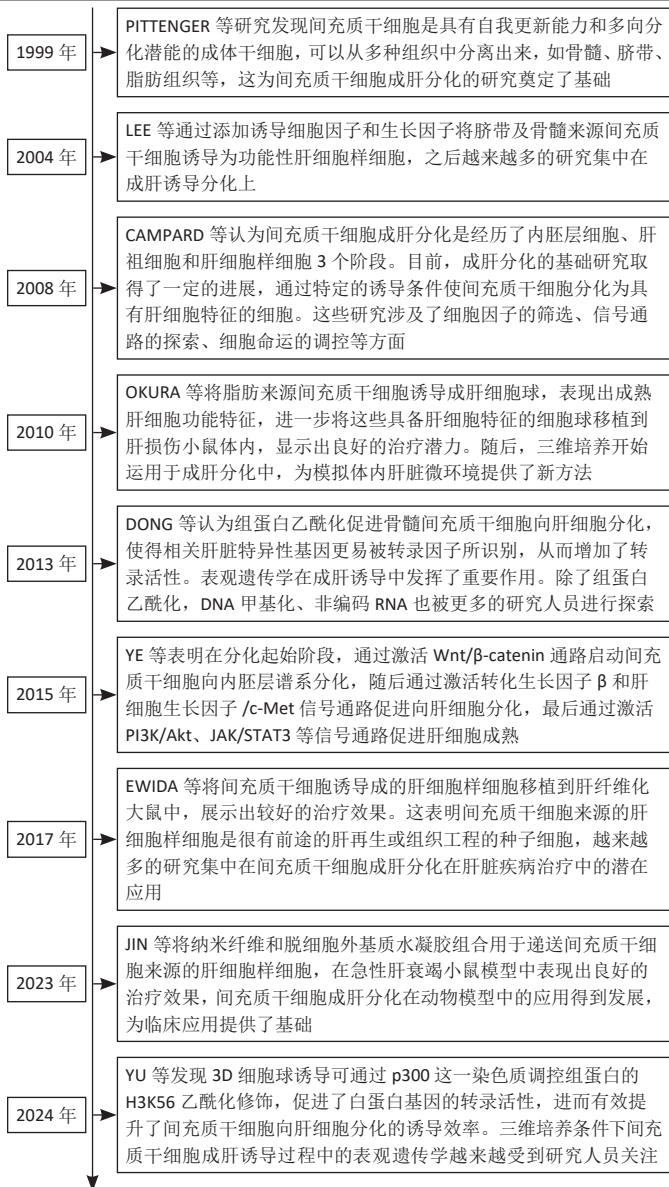 1999 年
PITTENGER 等研究发现间充质干细胞是具有自我更新能力和多向分
化潜能的成体干细胞，可以从多种组织中分离出来，如骨髓、脐带、
脂肪组织等，这为间充质干细胞成肝分化的研究奠定了基础
2004 年
LEE 等通过添加诱导细胞因子和生长因子将脐带及骨髓来源间充质
干细胞诱导为功能性肝细胞样细胞，之后越来越多的研究集中在
成肝诱导分化上
2008 年
CAMPARD 等认为间充质干细胞成肝分化是经历了内胚层细胞、肝
祖细胞和肝细胞样细胞 3 个阶段。目前，成肝分化的基础研究取
得了一定的进展，通过特定的诱导条件使间充质干细胞分化为具
有肝细胞特征的细胞。这些研究涉及了细胞因子的筛选、信号通
路的探索、细胞命运的调控等方面
2010 年
OKURA 等将脂肪来源间充质干细胞诱导成肝细胞球，表现出成熟
肝细胞功能特征，进一步将这些具备肝细胞特征的细胞球移植到
肝损伤小鼠体内，显示出良好的治疗潜力。随后，三维培养开始
运用于成肝分化中，为模拟体内肝脏微环境提供了新方法
2013 年
DONG 等认为组蛋白乙酰化促进骨髓间充质干细胞向肝细胞分化，
使得相关肝脏特异性基因更易被转录因子所识别，从而增加了转
录活性。表观遗传学在成肝诱导中发挥了重要作用。除了组蛋白
乙酰化，DNA 甲基化、非编码 RNA 也被更多的研究人员进行探索
2015 年
YE 等表明在分化起始阶段，通过激活 Wnt/β-catenin 通路启动间充
质干细胞向内胚层谱系分化，随后通过激活转化生长因子 β 和肝
细胞生长因子 /c-Met 信号通路促进向肝细胞分化，最后通过激活
PI3K/Akt、JAK/STAT3 等信号通路促进肝细胞成熟
2017 年
EWIDA 等将间充质干细胞诱导成的肝细胞样细胞移植到肝纤维化
大鼠中，展示出较好的治疗效果。这表明间充质干细胞来源的肝
细胞样细胞是很有前途的肝再生或组织工程的种子细胞，越来越
多的研究集中在间充质干细胞成肝分化在肝脏疾病治疗中的潜在
应用
2023 年
JIN 等将纳米纤维和脱细胞外基质水凝胶组合用于递送间充质干细
胞来源的肝细胞样细胞，在急性肝衰竭小鼠模型中表现出良好的
治疗效果，间充质干细胞成肝分化在动物模型中的应用得到发展，
为临床应用提供了基础
2024 年
YU 等发现 3D 细胞球诱导可通过 p300 这一染色质调控组蛋白的
H3K56 乙酰化修饰，促进了白蛋白基因的转录活性，进而有效提
升了间充质干细胞向肝细胞分化的诱导效率。三维培养条件下间充
质干细胞成肝诱导过程中的表观遗传学越来越受到研究人员关注